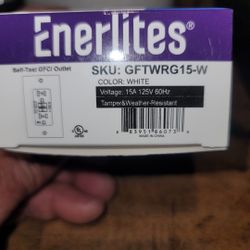 Enerlites®
Self-Test GFCI Outlet
SKU: GFTWRG15-W
COLOR: WHITE
Voltage: 15A 125V 60Hz
Tamper&Weather-Resistant
UL
MADE IN CHINA